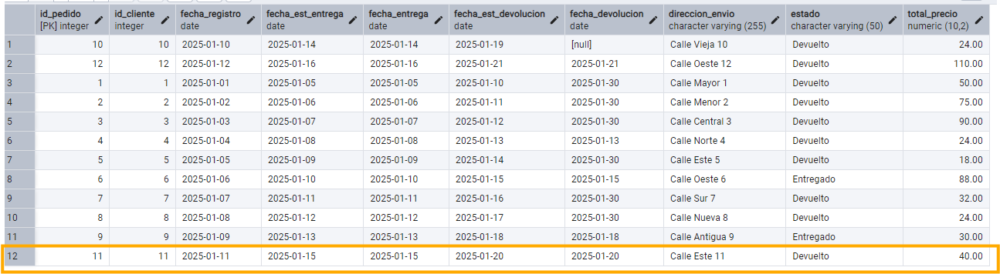 id_pedido id_cliente fecha_registro fecha_est_entrega fecha_entrega fecha_est_devolucion fecha_devolucion direccion_envio estado total_precio
[PK] integer integer date date date date date character varying (255) character varying (50) numeric (10,2)
1 10 10 2025-01-10 2025-01-14 2025-01-14 2025-01-19 [null] Calle Vieja 10 Devuelto 24.00
2 12 12 2025-01-12 2025-01-16 2025-01-16 2025-01-21 2025-01-21 Calle Oeste 12 Devuelto 110.00
3 1 1 2025-01-01 2025-01-05 2025-01-05 2025-01-10 2025-01-30 Calle Mayor 1 Devuelto 50.00
4 2 2 2025-01-02 2025-01-06 2025-01-06 2025-01-11 2025-01-30 Calle Menor 2 Devuelto 75.00
5 3 3 2025-01-03 2025-01-07 2025-01-07 2025-01-12 2025-01-30 Calle Central 3 Devuelto 90.00
6 4 4 2025-01-04 2025-01-08 2025-01-08 2025-01-13 2025-01-13 Calle Norte 4 Devuelto 24.00
7 5 5 2025-01-05 2025-01-09 2025-01-09 2025-01-14 2025-01-30 Calle Este 5 Devuelto 18.00
8 6 6 2025-01-06 2025-01-10 2025-01-10 2025-01-15 2025-01-15 Calle Oeste 6 Entregado 88.00
9 7 7 2025-01-07 2025-01-11 2025-01-11 2025-01-16 2025-01-30 Calle Sur 7 Devuelto 32.00
10 8 8 2025-01-08 2025-01-12 2025-01-12 2025-01-17 2025-01-30 Calle Nueva 8 Devuelto 24.00
11 9 9 2025-01-09 2025-01-13 2025-01-13 2025-01-18 2025-01-18 Calle Antigua 9 Entregado 30.00
12 11 11 2025-01-11 2025-01-15 2025-01-15 2025-01-20 2025-01-20 Calle Este 11 Devuelto 40.00